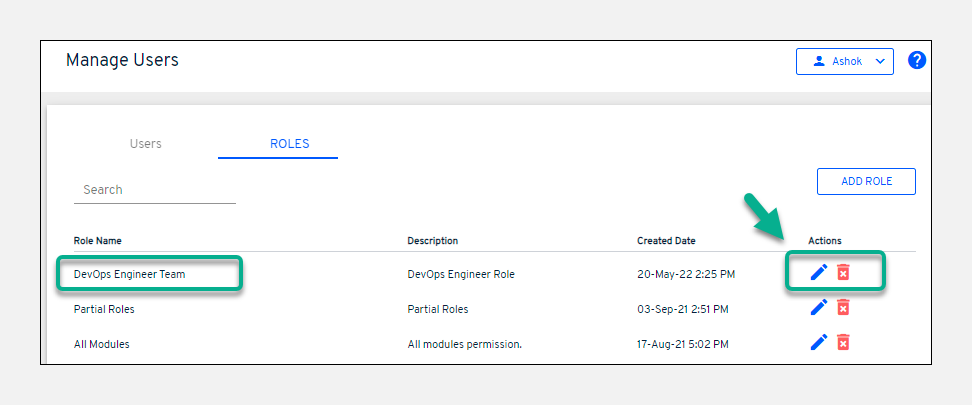 Manage Users
Ashok
?
Users ROLES
Search
ADD ROLE
Role Name Description Created Date Actions
DevOps Engineer Team DevOps Engineer Role 20-May-22 2:25 PM
Partial Roles Partial Roles 03-Sep-21 2:51 PM
All Modules All modules permission. 17-Aug-21 5:02 PM